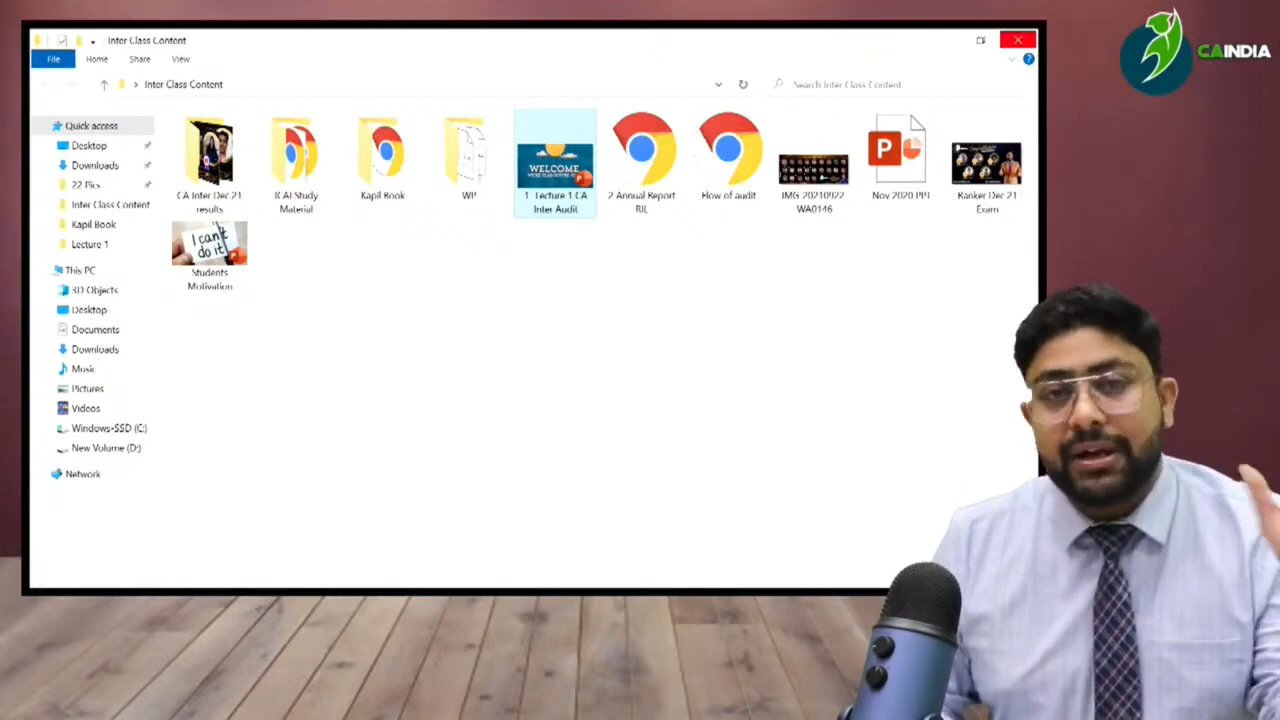 Inter Class Content
File Home Share View
Inter Class Content
Search Inter Class Content
CAINDIA
Quick access
Desktop
Downloads
22 Pics
Inter Class Content
Kapil Book
Lecture 1
This PC
3D Objects
Desktop
Documents
Downloads
Music
Pictures
Videos
Windows-SSD (C:)
New Volume (D:)
Network
CA Inter Dec 21
results
ICAI Study
Material
Kapil Book
WP
WELCOME
1 Lecture 1 CA
Inter Audit
2 Annual Report
RIL
Flow of audit
IMG 20210922
WA0146
P
Nov 2020 PPT
Ranker Dec 21
Exam
I can't
do it
Students
Motivation